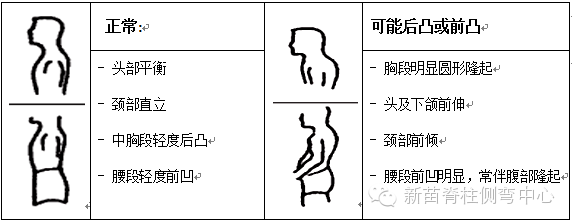 正常:
- 头部平衡
- 颈部直立
- 中胸段轻度后凸
- 腰段轻度前凹
可能后凸或前凸
- 胸段明显圆形隆起
- 头及下颌前伸
- 颈部前倾
- 腰段前凹明显，常伴腹部隆起
新苗脊柱侧弯中心